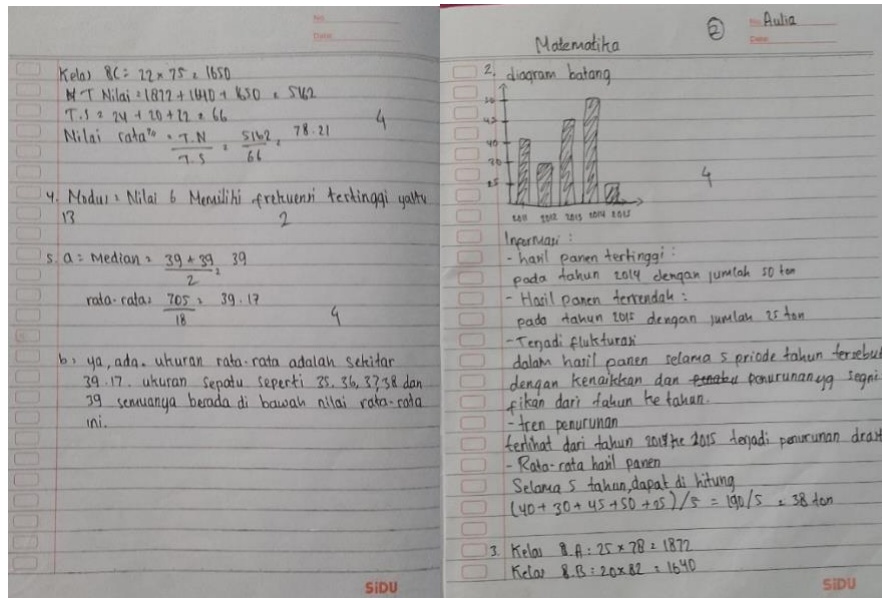 No.
Date:
Kelas 8C = 22 x 75 = 1650
T Nilai = 1872 + 1640 + 1650 = 5162
T.S = 24 + 20 + 22 = 66
Nilai rata² = T.N / T.S = 5162 / 66 = 78.21
4
4. Modus = Nilai 6 Memilihi frekuensi tertinggi yaitu
13
2
5. a = Median = 39 + 39 / 2 = 39
rata-rata = 705 / 18 = 39.17
4
b = ya, ada. ukuran rata-rata adalah sekitar
39.17. ukuran sepatu seperti 35, 36, 37, 38 dan
39 semuanya berada di bawah nilai rata-rata
ini.
SIDU
No. Aulia
Date:
2
Matematika
2. diagram batang
50
45
40
30
25
2011 2012 2013 2014 2015
4
Informasi :
- hasil panen tertinggi :
pada tahun 2014 dengan jumlah 50 ton
- Hasil panen terendah :
pada tahun 2015 dengan jumlah 25 ton
- Terjadi flukturasi
dalam hasil panen selama 5 priode tahun tersebut
dengan kenaikkan dan penurunan yg segni
fikan dari tahun ke tahun.
- tren penurunan
terlihat dari tahun 2014 ke 2015 terjadi penurunan drast
- Rata-rata hasil panen
Selama 5 tahun, dapat di hitung
(40 + 30 + 45 + 50 + 25) / 5 = 190/5 = 38 ton
3. Kelas 8.A : 25 x 78 = 1872
Kelas 8.B : 20 x 82 = 1640
SIDU